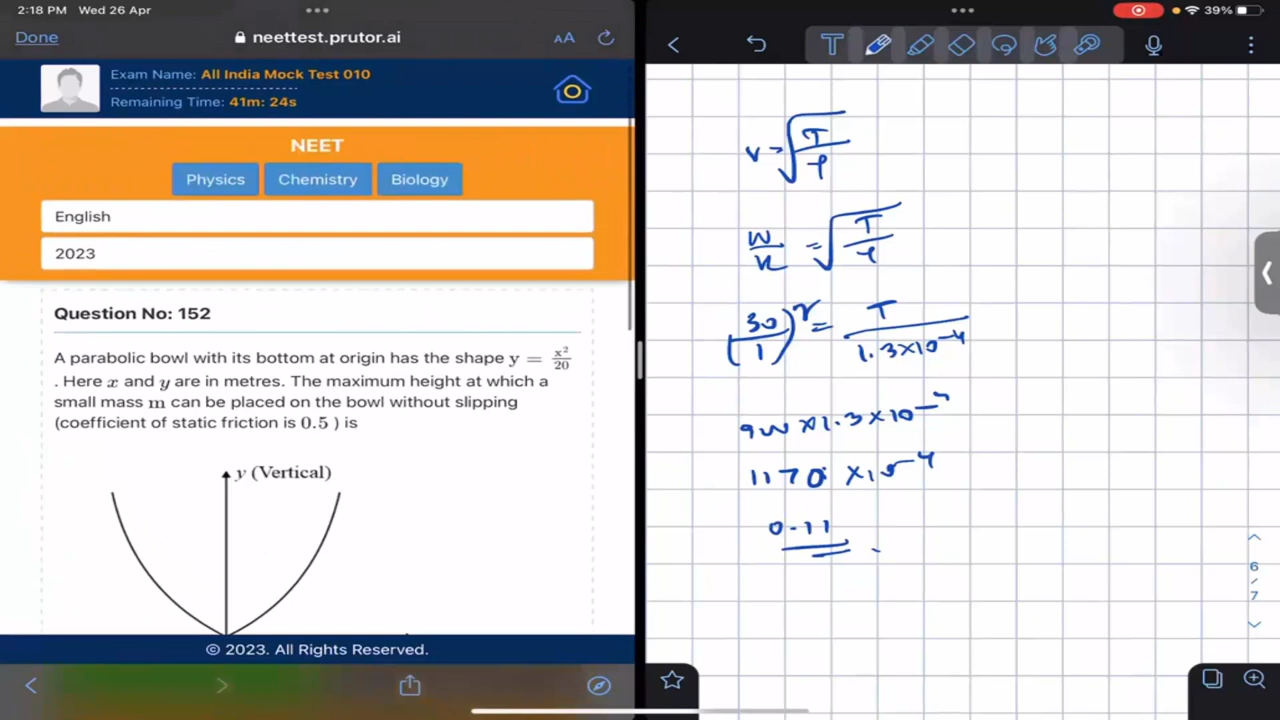 2:18 PM Wed 26 Apr
39%
Done
neettest.prutor.ai
AA
Exam Name: All India Mock Test 010
Remaining Time: 41m: 24s
NEET
Physics Chemistry Biology
English
2023
Question No: 152
A parabolic bowl with its bottom at origin has the shape y = x²/20
. Here x and y are in metres. The maximum height at which a
small mass m can be placed on the bowl without slipping
(coefficient of static friction is 0.5 ) is
y (Vertical)
© 2023. All Rights Reserved.
T
v = √(T/μ)
w/k = √(T/μ)
(30/1)² = T/(1.3×10⁻⁴)
900 × 1.3 × 10⁻⁴
1170 × 10⁻⁴
0.11
6
/
7